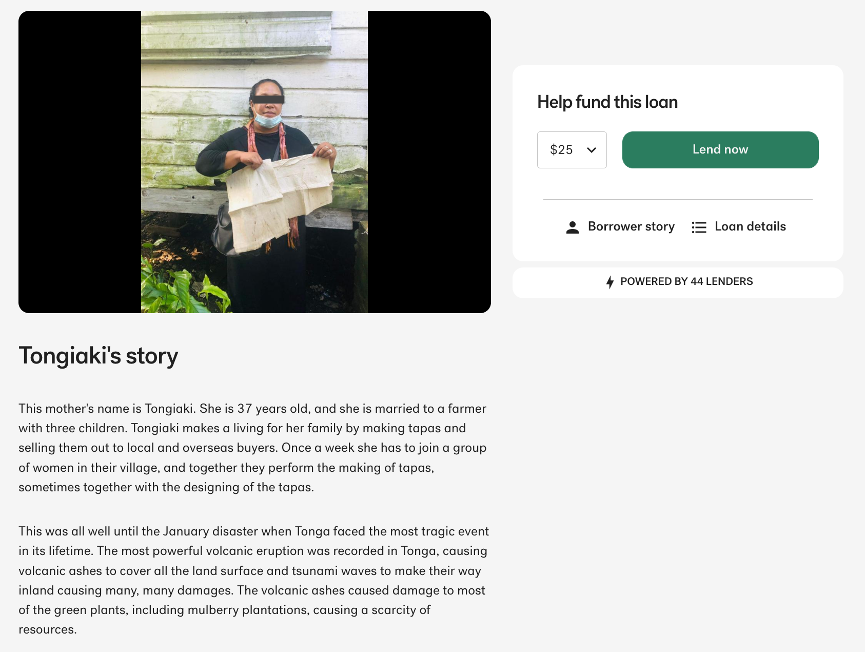 Help fund this loan
$25
Lend now
Borrower story
Loan details
POWERED BY 44 LENDERS
Tongiaki's story
This mother's name is Tongiaki. She is 37 years old, and she is married to a farmer
with three children. Tongiaki makes a living for her family by making tapas and
selling them out to local and overseas buyers. Once a week she has to join a group
of women in their village, and together they perform the making of tapas,
sometimes together with the designing of the tapas.
This was all well until the January disaster when Tonga faced the most tragic event
in its lifetime. The most powerful volcanic eruption was recorded in Tonga, causing
volcanic ashes to cover all the land surface and tsunami waves to make their way
inland causing many, many damages. The volcanic ashes caused damage to most
of the green plants, including mulberry plantations, causing a scarcity of
resources.